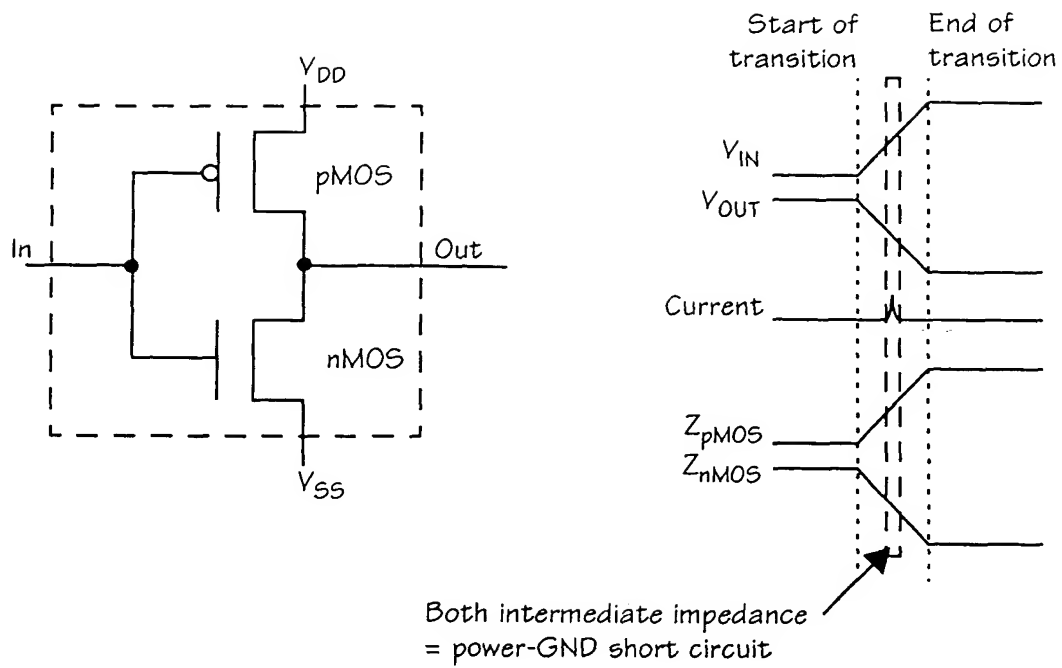 V_DD
pMOS
In
Out
nMOS
V_SS
Start of
transition
End of
transition
V_IN
V_OUT
Current
Z_pMOS
Z_nMOS
Both intermediate impedance
= power-GND short circuit